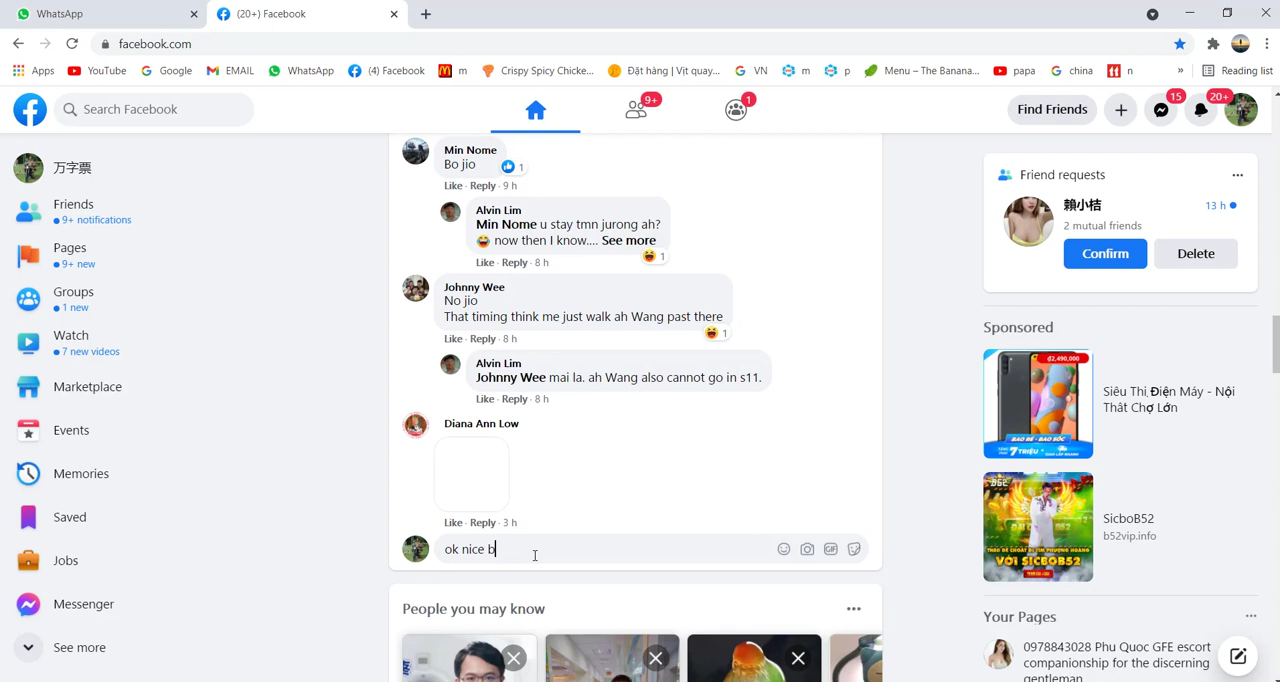 WhatsApp
(20+) Facebook
facebook.com
Apps YouTube Google EMAIL WhatsApp (4) Facebook m Crispy Spicy Chicke... Đặt hàng | Vịt quay... VN m p Menu – The Banana... papa china n » Reading list
Search Facebook
9+
1
Find Friends
15
20+
万字票
Friends
9+ notifications
Pages
9+ new
Groups
1 new
Watch
7 new videos
Marketplace
Events
Memories
Saved
Jobs
Messenger
See more
Min Nome
Bo jio
1
Like · Reply · 9 h
Alvin Lim
Min Nome u stay tmn jurong ah?
😂 now then I know.... See more
1
Like · Reply · 8 h
Johnny Wee
No jio
That timing think me just walk ah Wang past there
1
Like · Reply · 8 h
Alvin Lim
Johnny Wee mai la. ah Wang also cannot go in s11.
Like · Reply · 8 h
Diana Ann Low
Like · Reply · 3 h
ok nice b
GIF
People you may know
Friend requests
賴小桔
13 h
2 mutual friends
Confirm
Delete
Sponsored
₫2,490,000
Siêu Thị Điện Máy - Nội
Thất Chợ Lớn
SicboB52
b52vip.info
VỚI SICBOB52
Your Pages
0978843028 Phu Quoc GFE escort
companionship for the discerning
gentleman